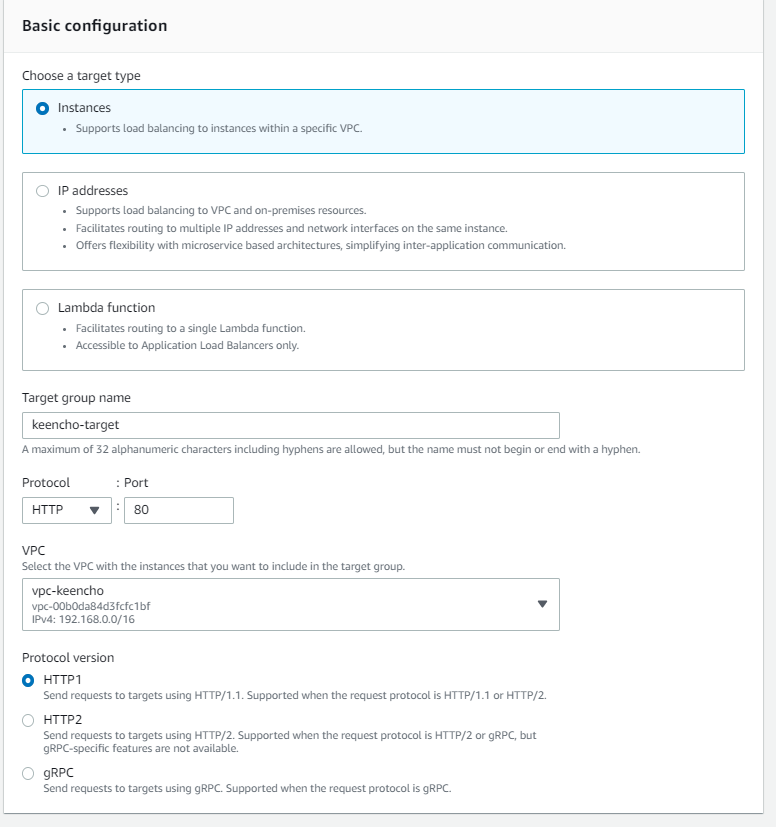 Basic configuration
Choose a target type
Instances
• Supports load balancing to instances within a specific VPC.
IP addresses
• Supports load balancing to VPC and on-premises resources.
• Facilitates routing to multiple IP addresses and network interfaces on the same instance.
• Offers flexibility with microservice based architectures, simplifying inter-application communication.
Lambda function
• Facilitates routing to a single Lambda function.
• Accessible to Application Load Balancers only.
Target group name
keencho-target
A maximum of 32 alphanumeric characters including hyphens are allowed, but the name must not begin or end with a hyphen.
Protocol : Port
HTTP : 80
VPC
Select the VPC with the instances that you want to include in the target group.
vpc-keencho
vpc-00b0da84d3fcfc1bf
IPv4: 192.168.0.0/16
Protocol version
HTTP1
Send requests to targets using HTTP/1.1. Supported when the request protocol is HTTP/1.1 or HTTP/2.
HTTP2
Send requests to targets using HTTP/2. Supported when the request protocol is HTTP/2 or gRPC, but
gRPC-specific features are not available.
gRPC
Send requests to targets using gRPC. Supported when the request protocol is gRPC.